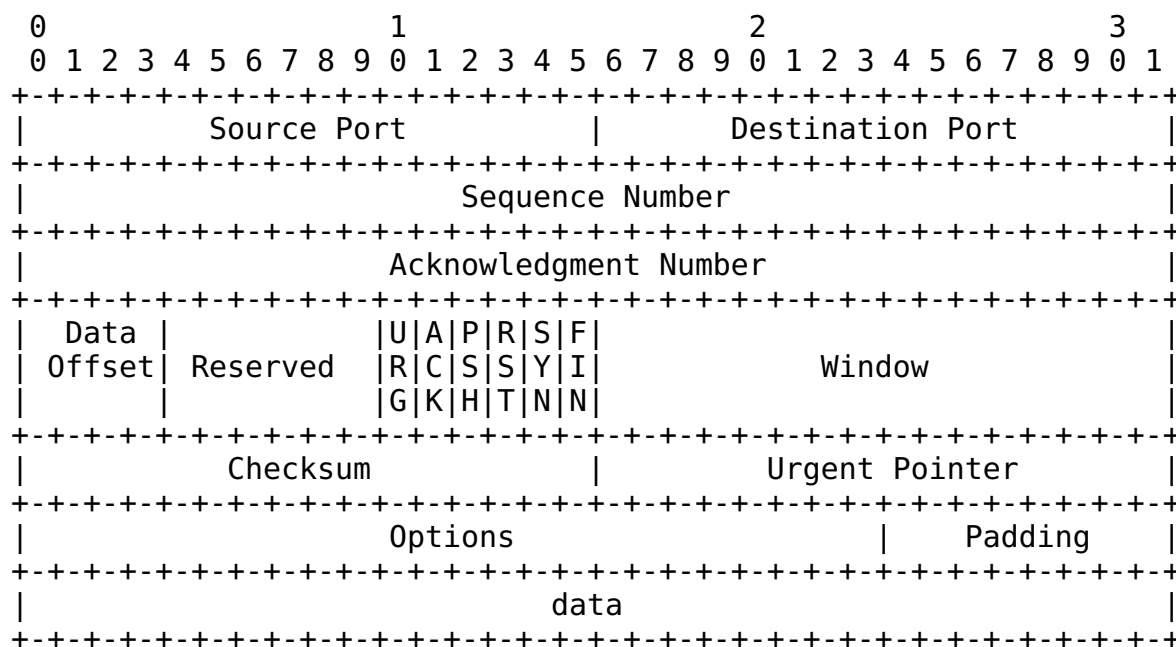 0                   1                   2                   3
 0 1 2 3 4 5 6 7 8 9 0 1 2 3 4 5 6 7 8 9 0 1 2 3 4 5 6 7 8 9 0 1
+-+-+-+-+-+-+-+-+-+-+-+-+-+-+-+-+-+-+-+-+-+-+-+-+-+-+-+-+-+-+-+-+
|          Source Port          |       Destination Port        |
+-+-+-+-+-+-+-+-+-+-+-+-+-+-+-+-+-+-+-+-+-+-+-+-+-+-+-+-+-+-+-+-+
|                        Sequence Number                        |
+-+-+-+-+-+-+-+-+-+-+-+-+-+-+-+-+-+-+-+-+-+-+-+-+-+-+-+-+-+-+-+-+
|                    Acknowledgment Number                      |
+-+-+-+-+-+-+-+-+-+-+-+-+-+-+-+-+-+-+-+-+-+-+-+-+-+-+-+-+-+-+-+-+
|  Data |           |U|A|P|R|S|F|                               |
| Offset| Reserved  |R|C|S|S|Y|I|            Window             |
|       |           |G|K|H|T|N|N|                               |
+-+-+-+-+-+-+-+-+-+-+-+-+-+-+-+-+-+-+-+-+-+-+-+-+-+-+-+-+-+-+-+-+
|           Checksum            |         Urgent Pointer        |
+-+-+-+-+-+-+-+-+-+-+-+-+-+-+-+-+-+-+-+-+-+-+-+-+-+-+-+-+-+-+-+-+
|                    Options                    |    Padding    |
+-+-+-+-+-+-+-+-+-+-+-+-+-+-+-+-+-+-+-+-+-+-+-+-+-+-+-+-+-+-+-+-+
|                             data                              |
+-+-+-+-+-+-+-+-+-+-+-+-+-+-+-+-+-+-+-+-+-+-+-+-+-+-+-+-+-+-+-+-+